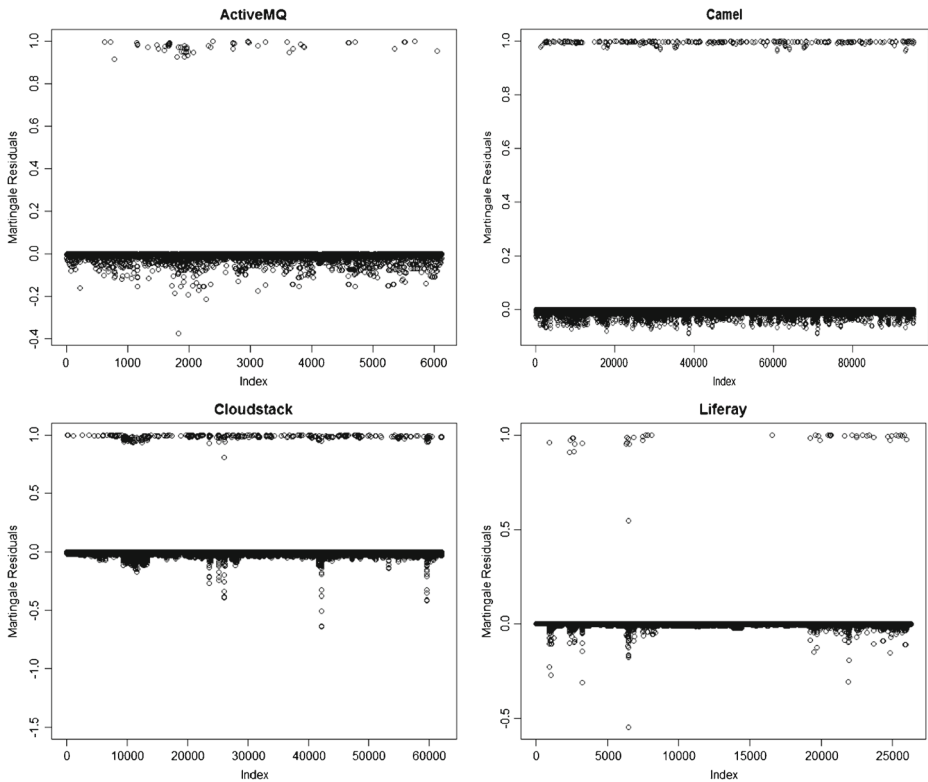 ActiveMQ
Martingale Residuals
1.0
0.8
0.6
0.4
0.2
0.0
-0.2
-0.4
0 1000 2000 3000 4000 5000 6000
Index
Camel
Martingale Residuals
1.0
0.8
0.6
0.4
0.2
0.0
0 20000 40000 60000 80000
Index
Cloudstack
Martingale Residuals
1.0
0.5
0.0
-0.5
-1.0
-1.5
0 10000 20000 30000 40000 50000 60000
Index
Liferay
Martingale Residuals
1.0
0.5
0.0
-0.5
0 5000 10000 15000 20000 25000
Index